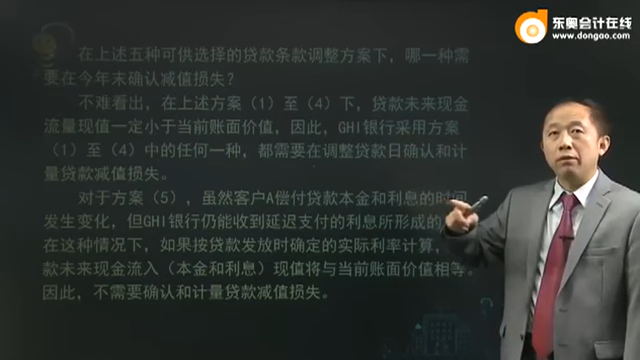 东奥会计在线
www.dongao.com
在上述五种可供选择的贷款条款调整方案下，哪一种需
要在今年末确认减值损失？
不难看出，在上述方案（1）至（4）下，贷款未来现金
流量现值一定小于当前账面价值，因此，GHI银行采用方案
（1）至（4）中的任何一种，都需要在调整贷款日确认和计
量贷款减值损失。
对于方案（5），虽然客户A偿付贷款本金和利息的时间
发生变化，但GHI银行仍能收到延迟支付的利息所形成的
在这种情况下，如果按贷款发放时确定的实际利率计算，
款未来现金流入（本金和利息）现值将与当前账面价值相等。
因此，不需要确认和计量贷款减值损失。